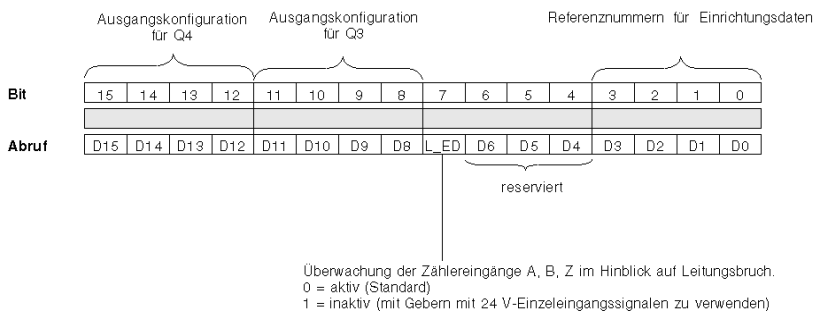 Ausgangskonfiguration für Q4
Ausgangskonfiguration für Q3
Referenznummern für Einrichtungsdaten
Bit 15 14 13 12 11 10 9 8 7 6 5 4 3 2 1 0
Abruf D15 D14 D13 D12 D11 D10 D9 D8 L_ED D6 D5 D4 D3 D2 D1 D0
reserviert
Überwachung der Zählereingänge A, B, Z im Hinblick auf Leitungsbruch.
0 = aktiv (Standard)
1 = inaktiv (mit Gebern mit 24 V-Einzeleingangssignalen zu verwenden)